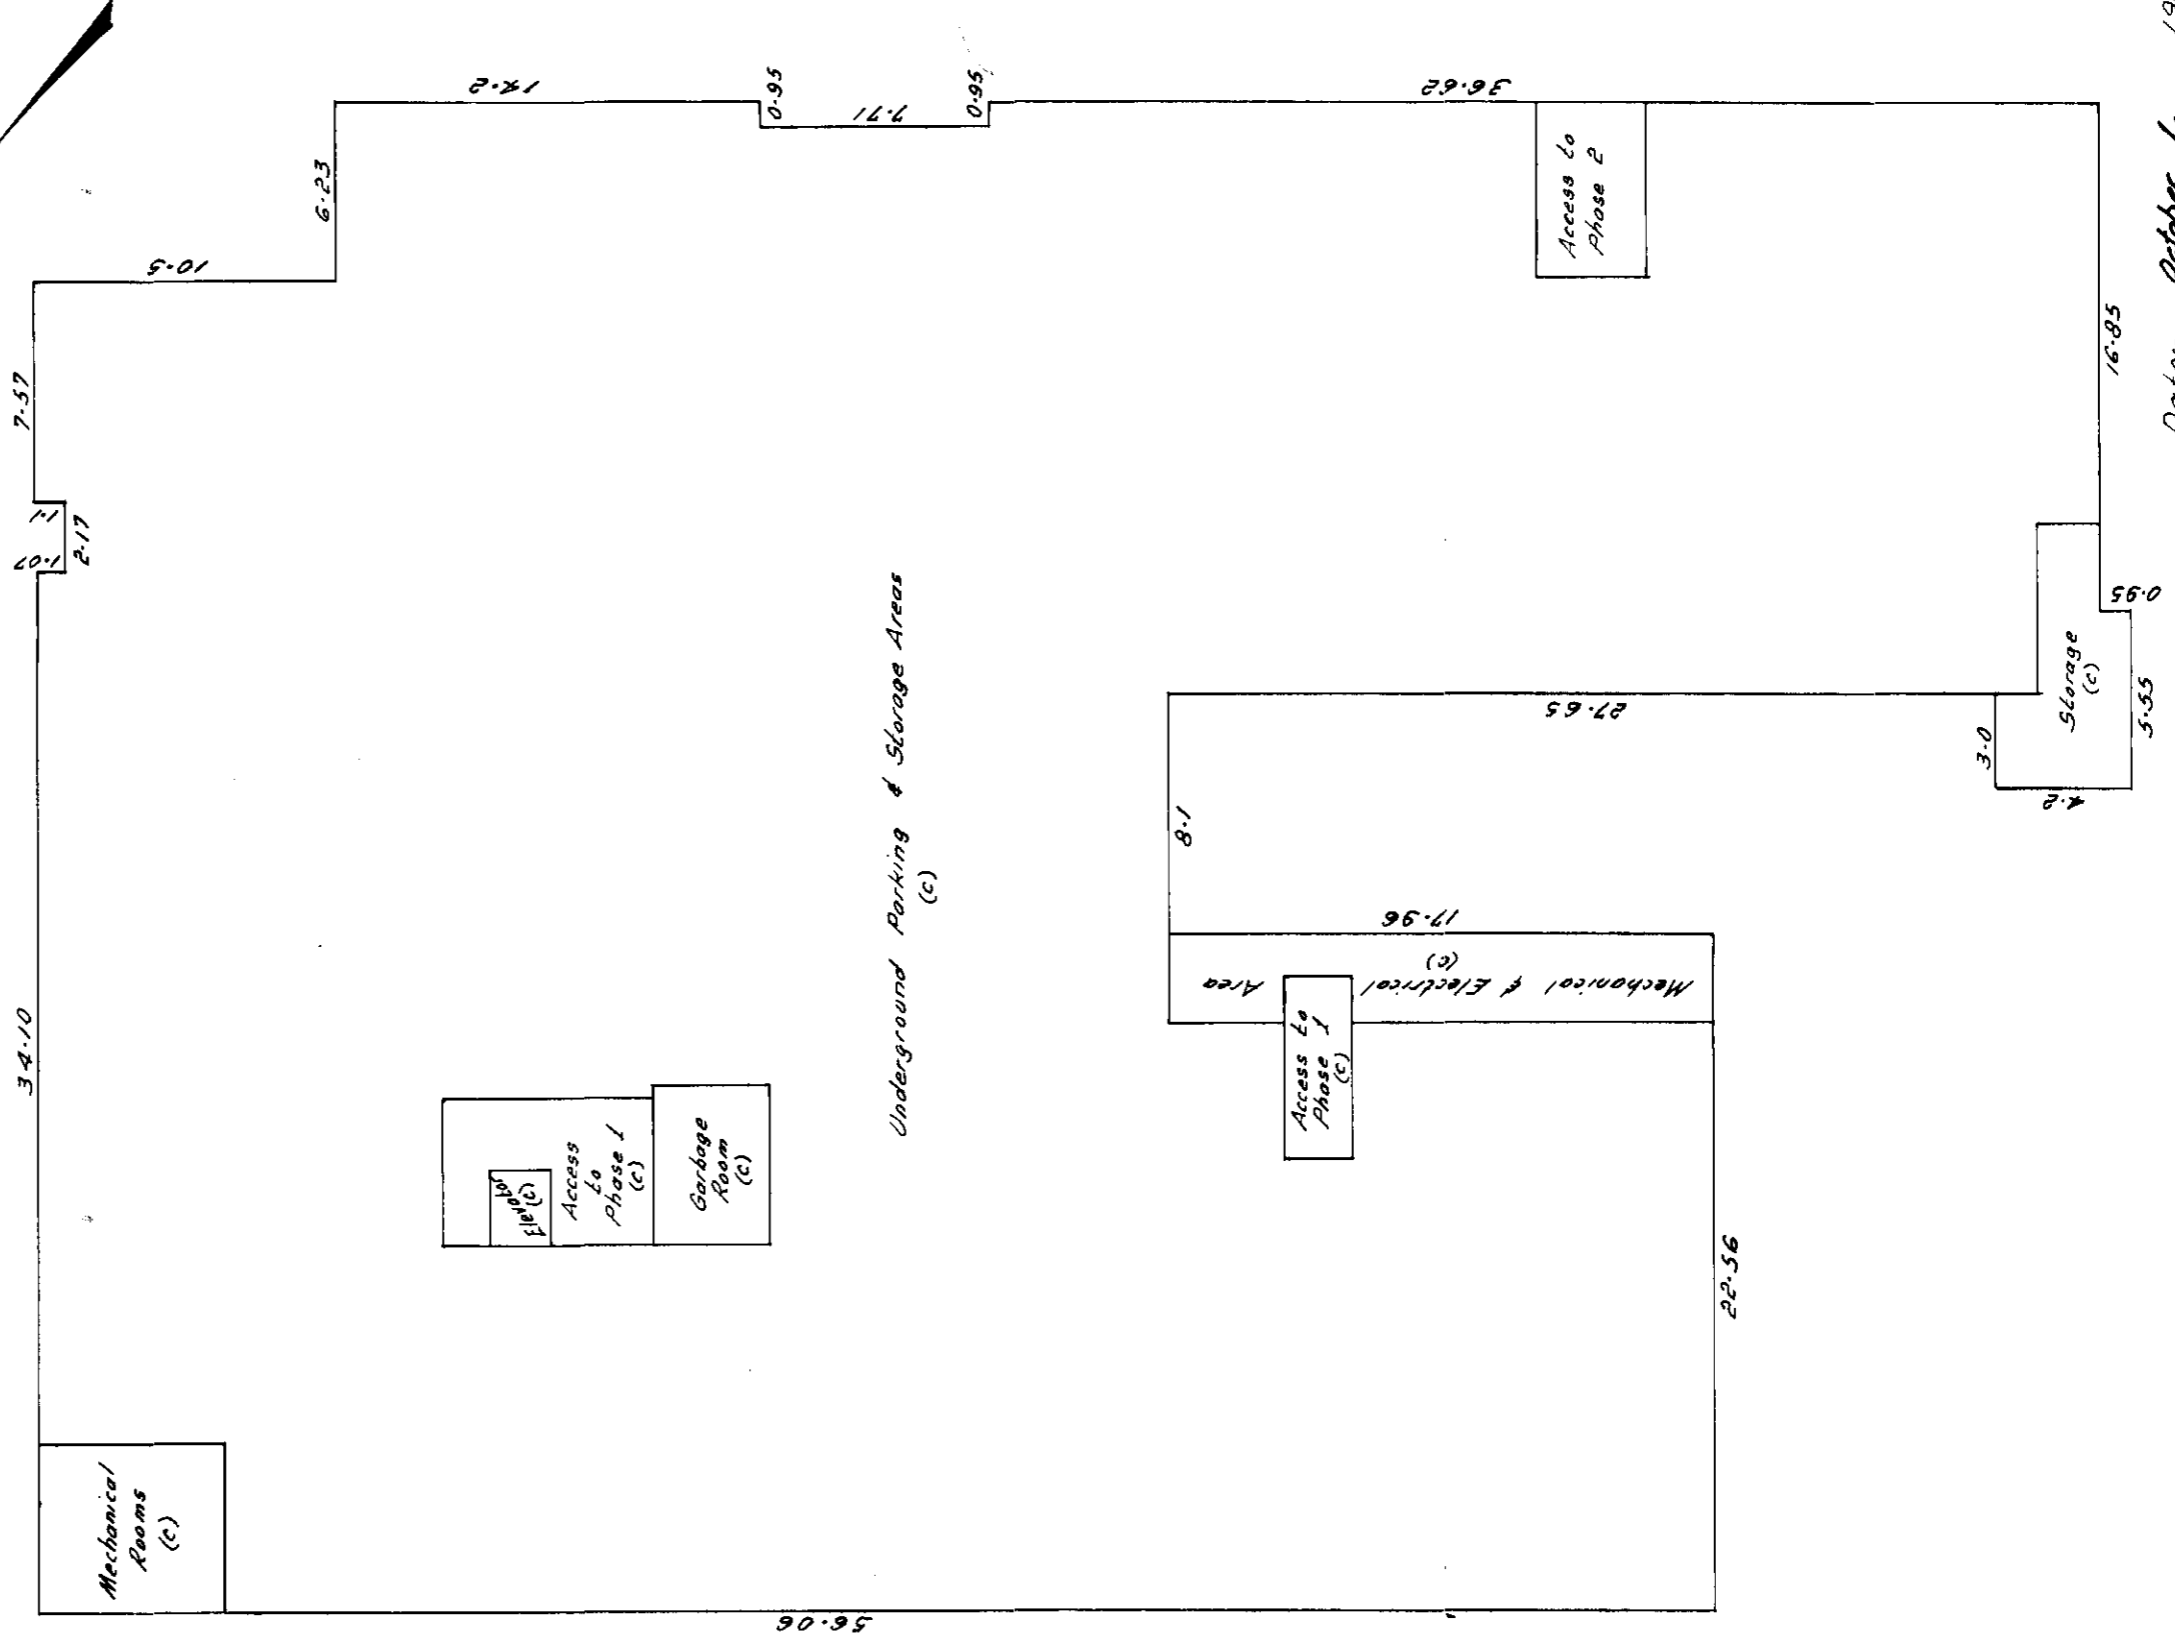 14.2
0.95
7.71
0.95
36.62
6.23
10.5
7.57
1.1
1.07
2.17
34.10
Access to
Phase 2
16.85
0.95
Storage
(C)
5.55
4.2
3.0
27.65
8.1
17.96
Mechanical & Electrical Area
(C)
Access to
Phase 1
(C)
Underground Parking & Storage Areas
(C)
Elevator
(C)
Access
to
Phase 1
(C)
Garbage
Room
(C)
Mechanical
Rooms
(C)
22.56
56.06
October